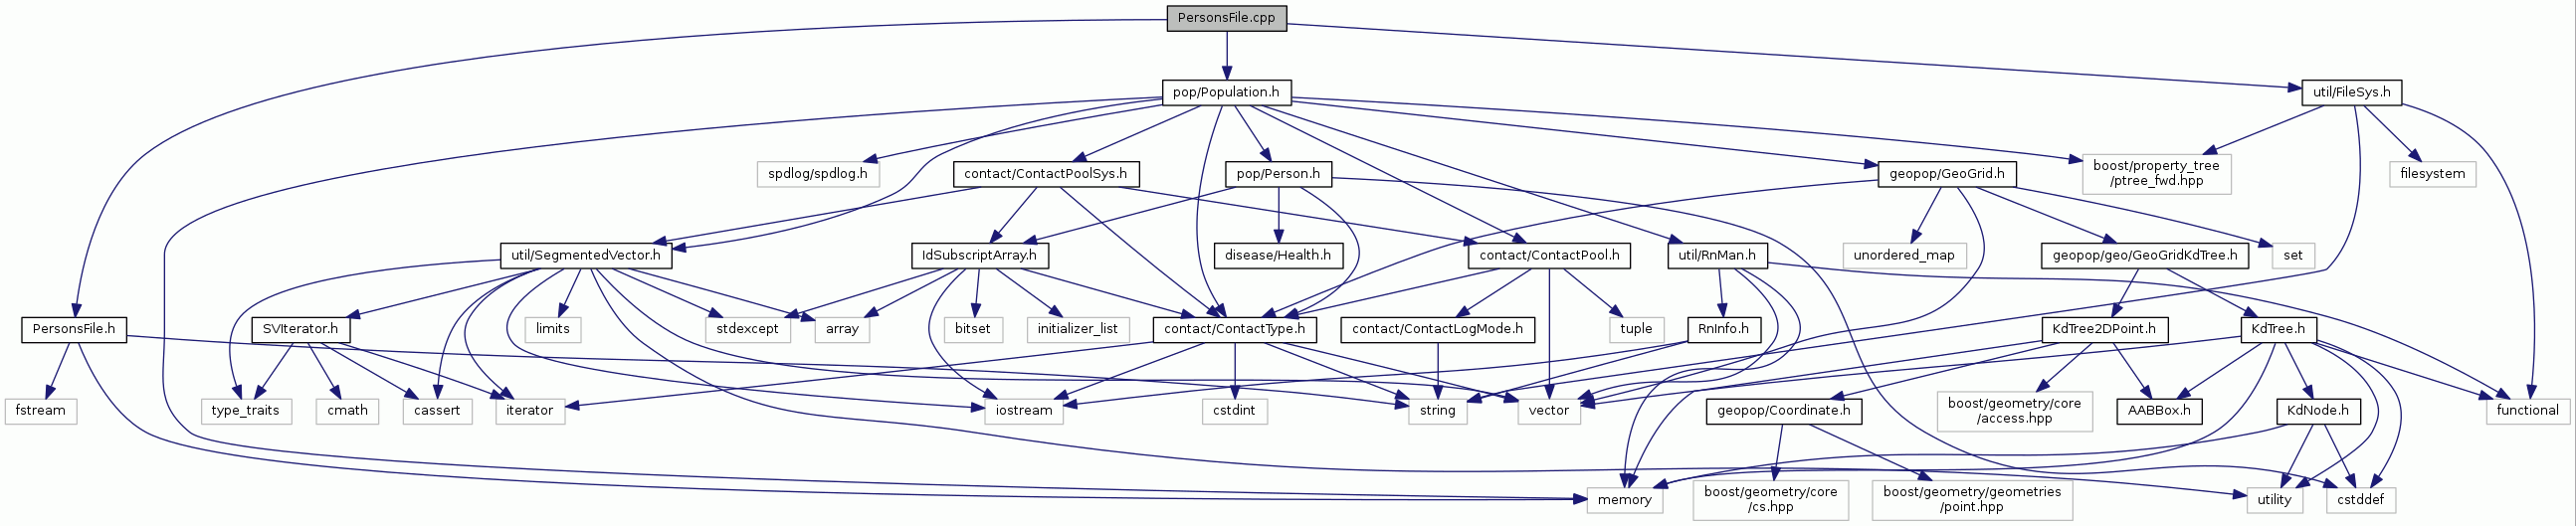 PersonsFile.cpp
pop/Population.h
util/FileSys.h
spdlog/spdlog.h
contact/ContactPoolSys.h
pop/Person.h
geopop/GeoGrid.h
boost/property_tree
/ptree_fwd.hpp
filesystem
util/SegmentedVector.h
IdSubscriptArray.h
disease/Health.h
contact/ContactPool.h
util/RnMan.h
unordered_map
geopop/geo/GeoGridKdTree.h
set
PersonsFile.h
SVIterator.h
limits
stdexcept
array
bitset
initializer_list
contact/ContactType.h
contact/ContactLogMode.h
tuple
RnInfo.h
KdTree2DPoint.h
KdTree.h
fstream
type_traits
cmath
cassert
iterator
iostream
cstdint
string
vector
geopop/Coordinate.h
boost/geometry/core
/access.hpp
AABBox.h
KdNode.h
functional
memory
boost/geometry/core
/cs.hpp
boost/geometry/geometries
/point.hpp
utility
cstddef